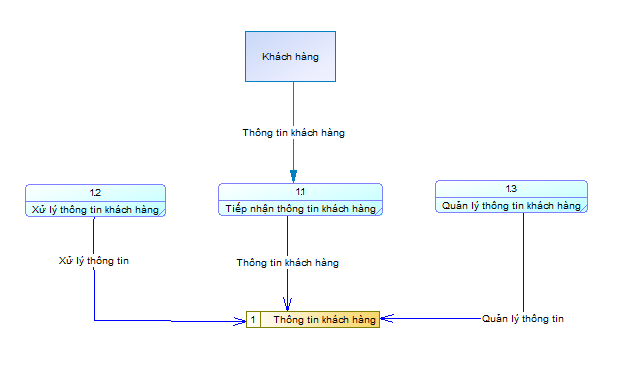 Khách hàng
Thông tin khách hàng
1.2
Xử lý thông tin khách hàng
1.1
Tiếp nhận thông tin khách hàng
1.3
Quản lý thông tin khách hàng
Xử lý thông tin
Thông tin khách hàng
1 Thông tin khách hàng
Quản lý thông tin